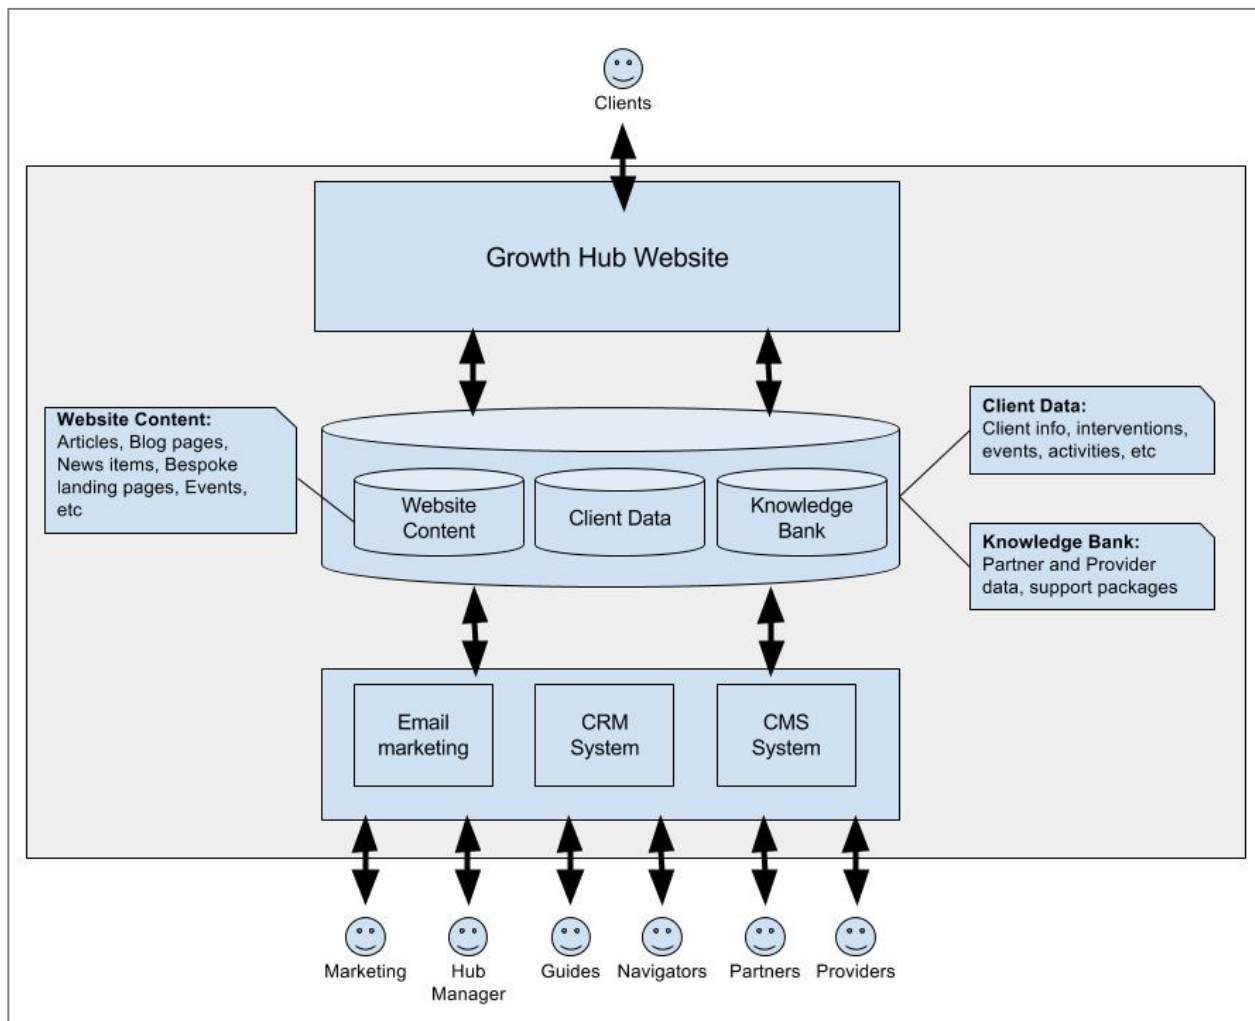 Clients
Growth Hub Website
Website Content:
Articles, Blog pages,
News items, Bespoke
landing pages, Events,
etc
Client Data:
Client info, interventions,
events, activities, etc
Website
Content
Client Data
Knowledge
Bank
Knowledge Bank:
Partner and Provider
data, support packages
Email
marketing
CRM
System
CMS
System
Marketing
Hub
Manager
Guides
Navigators
Partners
Providers